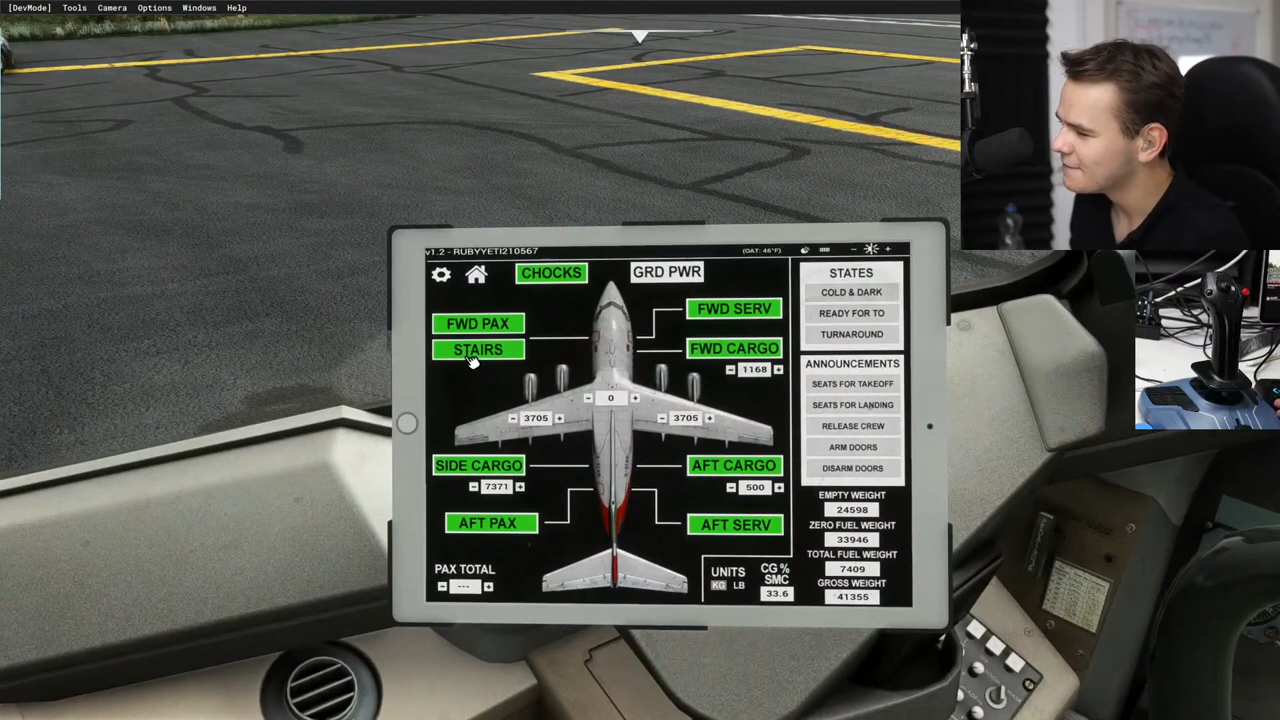 [DevMode] Tools Camera Options Windows Help
v1.2 - RUBYYETI210567 (OAT: 46°F) - +
CHOCKS GRD PWR
FWD PAX
STAIRS
FWD SERV
FWD CARGO
- 1168 +
- 0 +
- 3705 + - 3705 +
SIDE CARGO
- 7371 +
AFT CARGO
- 500 +
AFT PAX
AFT SERV
PAX TOTAL
- --- +
UNITS
KG LB
CG %
SMC
33.6
STATES
COLD & DARK
READY FOR TO
TURNAROUND
ANNOUNCEMENTS
SEATS FOR TAKEOFF
SEATS FOR LANDING
RELEASE CREW
ARM DOORS
DISARM DOORS
EMPTY WEIGHT
24598
ZERO FUEL WEIGHT
33946
TOTAL FUEL WEIGHT
7409
GROSS WEIGHT
41355